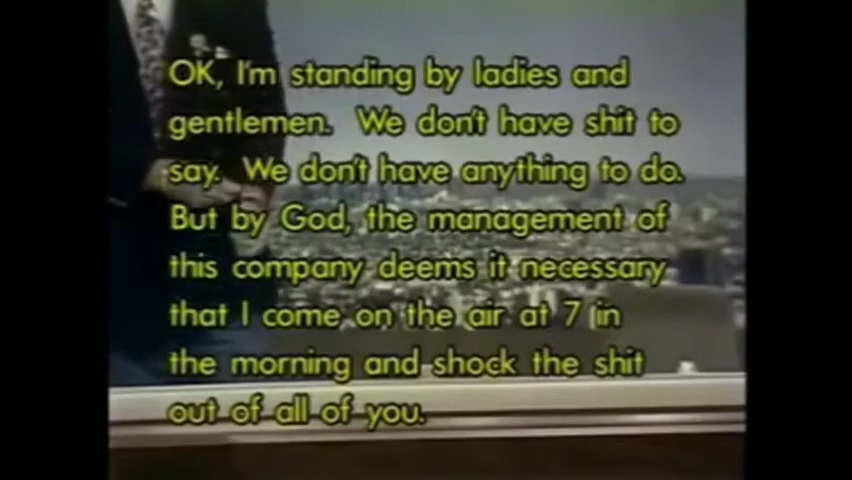 OK, I'm standing by ladies and
gentlemen. We don't have shit to
say. We don't have anything to do.
But by God, the management of
this company deems it necessary
that I come on the air at 7 in
the morning and shock the shit
out of all of you.